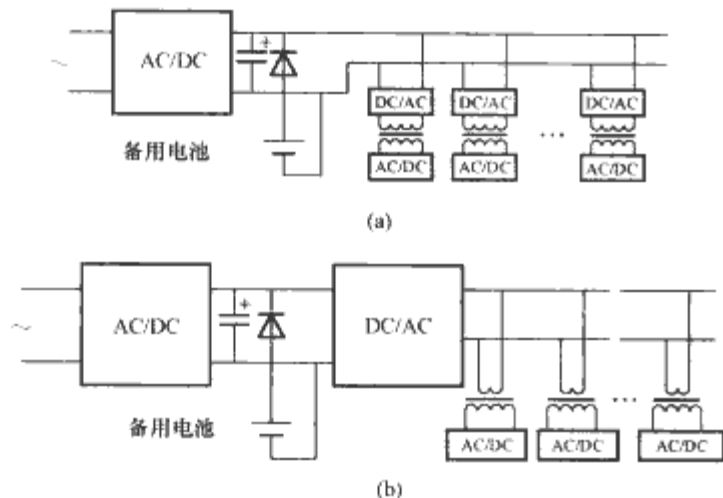 ~ AC/DC +
DC/AC DC/AC DC/AC
...
AC/DC AC/DC AC/DC
备用电池
(a)
~ AC/DC + DC/AC
...
备用电池 AC/DC AC/DC AC/DC
(b)